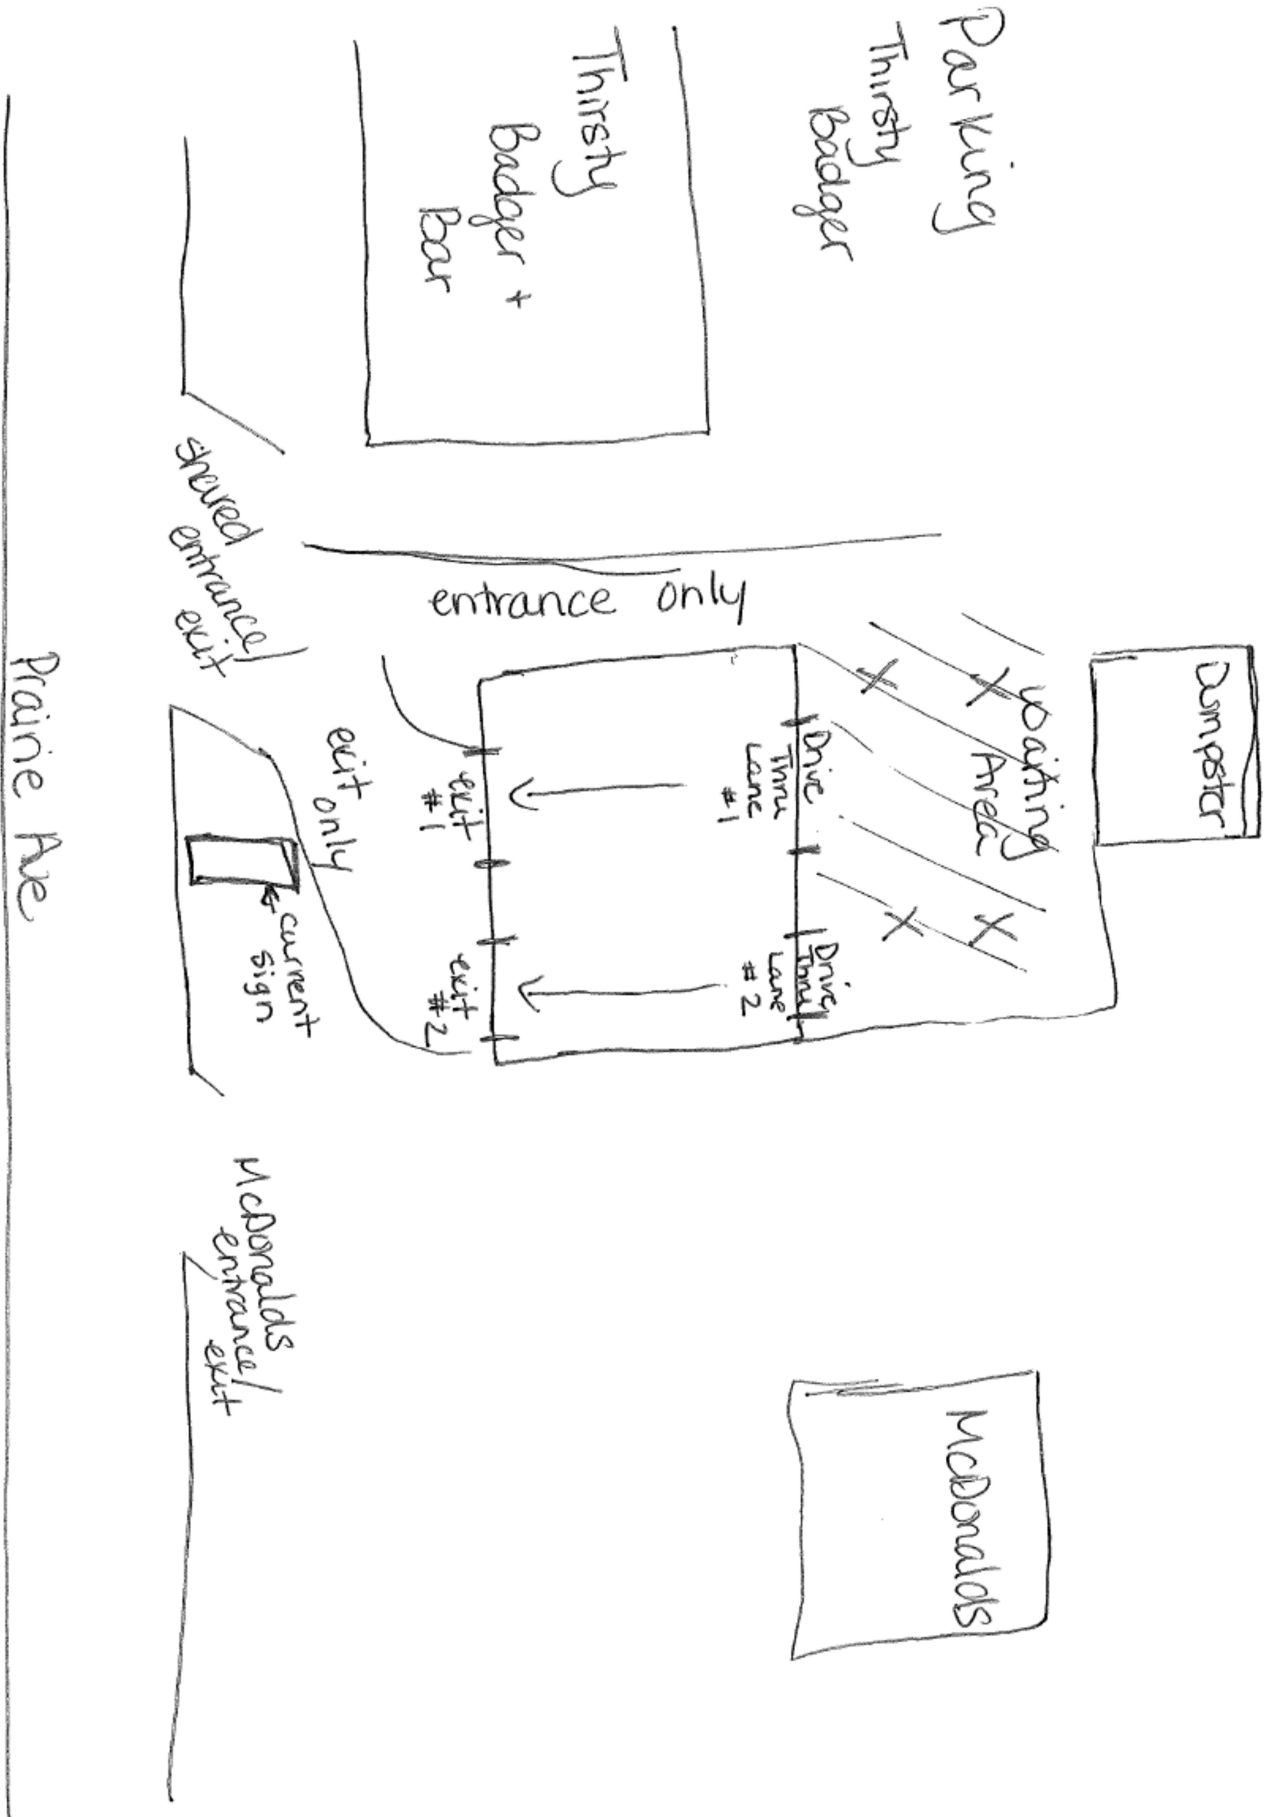 Parking
Thirsty
Badger
Thirsty
Badger +
Bar
Dumpster
waiting
Area
Drive
Thru
Lane
#1
Drive
Thru
Lane
#2
entrance only
exit
#1
exit
#2
exit
only
shared
entrance/
exit
current
sign
McDonalds
McDonalds
entrance/
exit
Prairie Ave